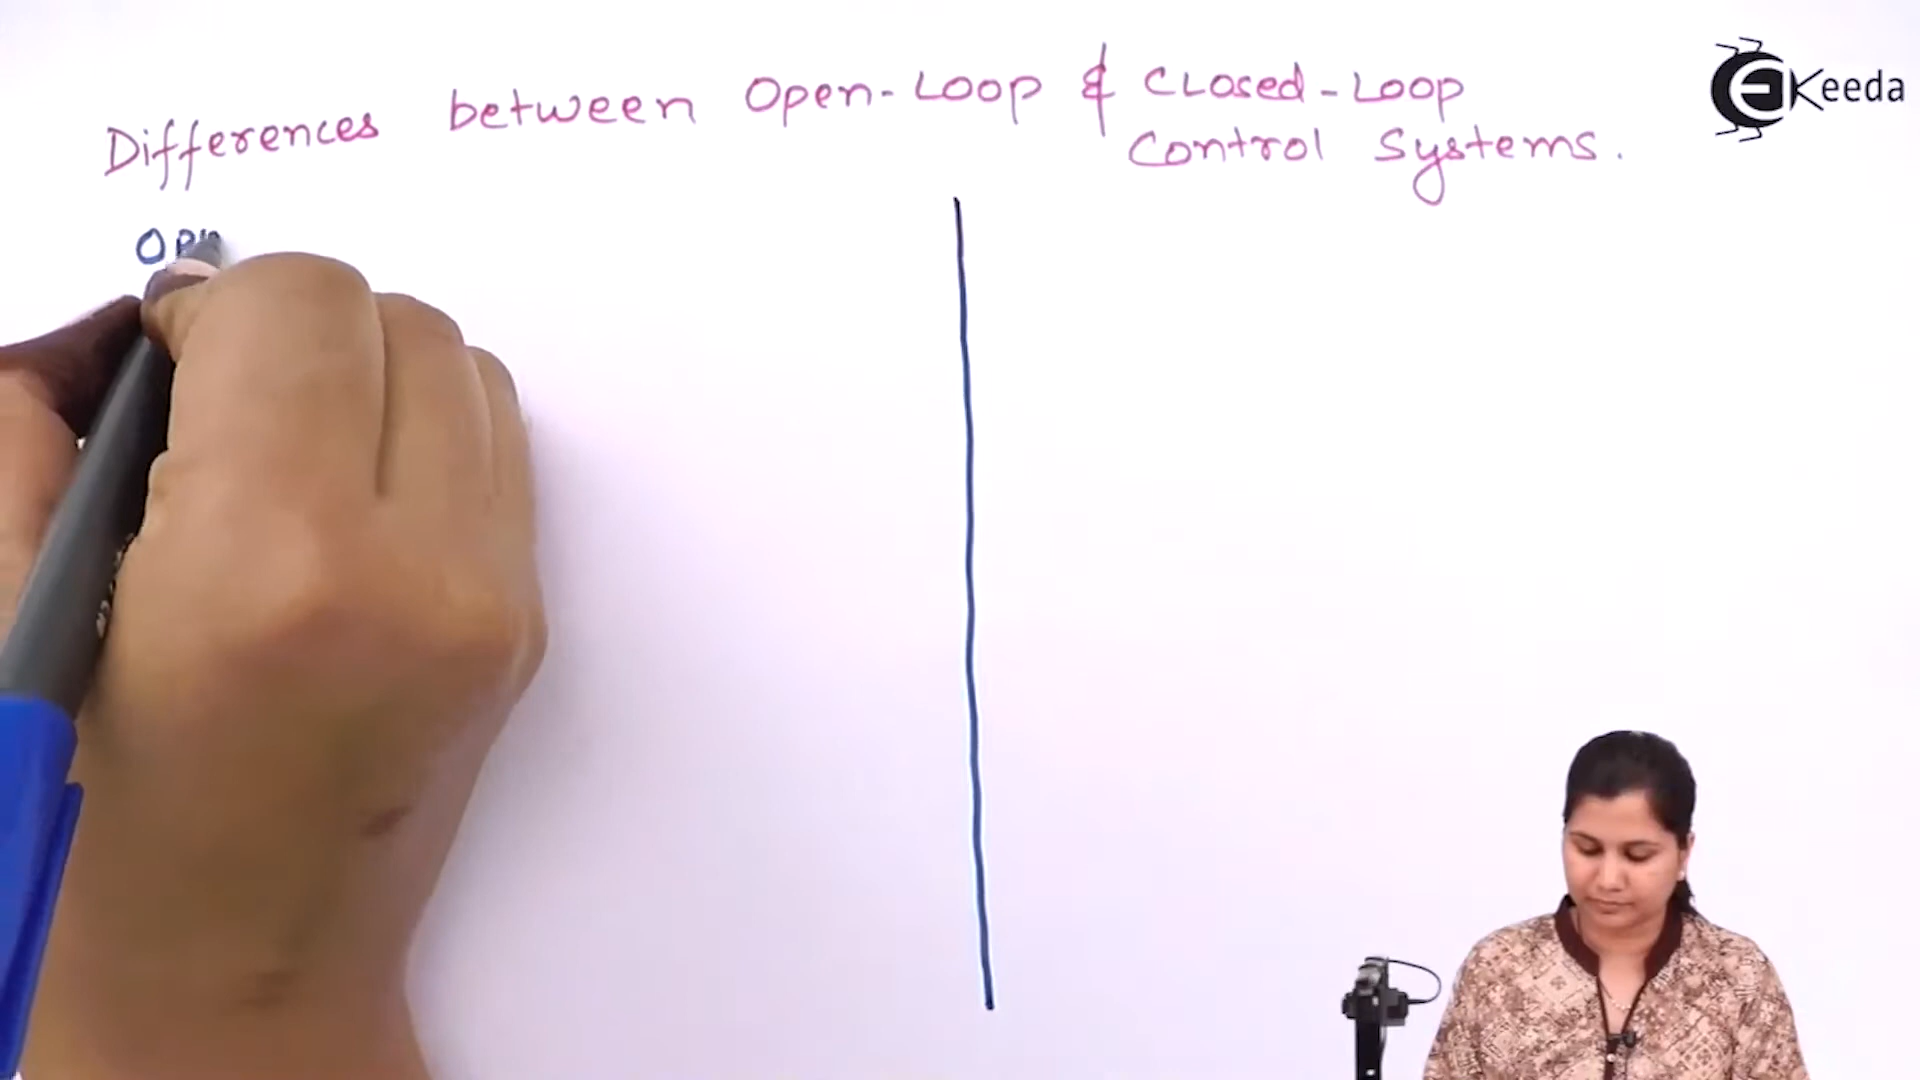 Differences between Open-Loop & Closed-Loop
Control Systems.
Keeda